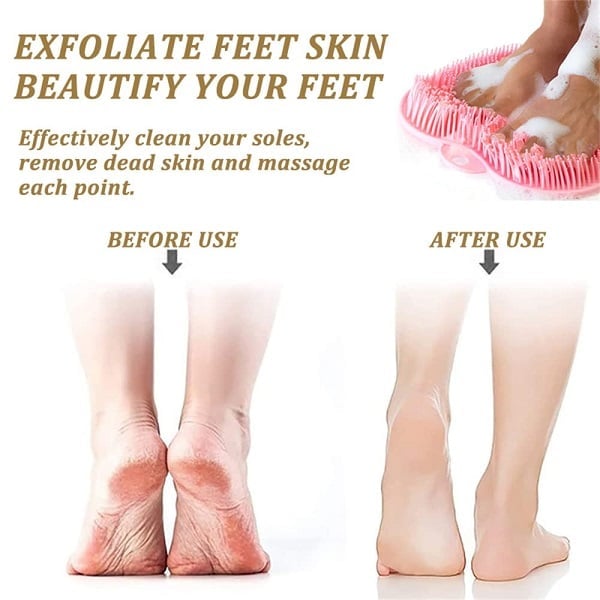 EXFOLIATE FEET SKIN
BEAUTIFY YOUR FEET
Effectively clean your soles,
remove dead skin and massage
each point.
BEFORE USE
AFTER USE